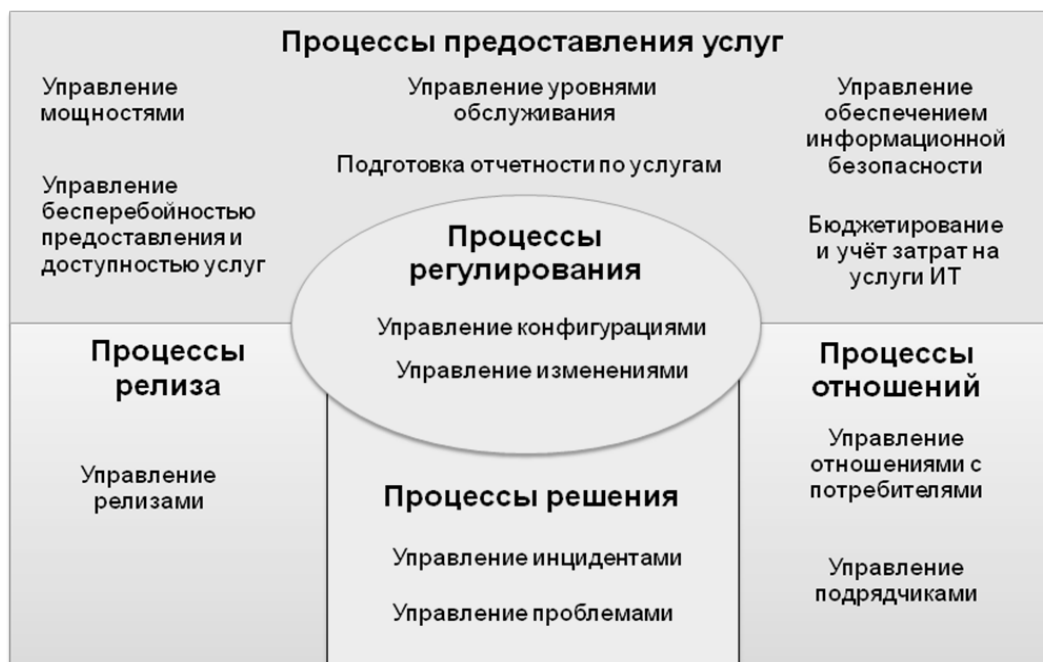 Процессы предоставления услуг
Управление
мощностями
Управление
бесперебойностью
предоставления и
доступностью услуг
Управление уровнями
обслуживания
Подготовка отчетности по услугам
Управление
обеспечением
информационной
безопасности
Бюджетирование
и учёт затрат на
услуги ИТ
Процессы
регулирования
Управление конфигурациями
Управление изменениями
Процессы
релиза
Управление
релизами
Процессы решения
Управление инцидентами
Управление проблемами
Процессы
отношений
Управление
отношениями с
потребителями
Управление
подрядчиками